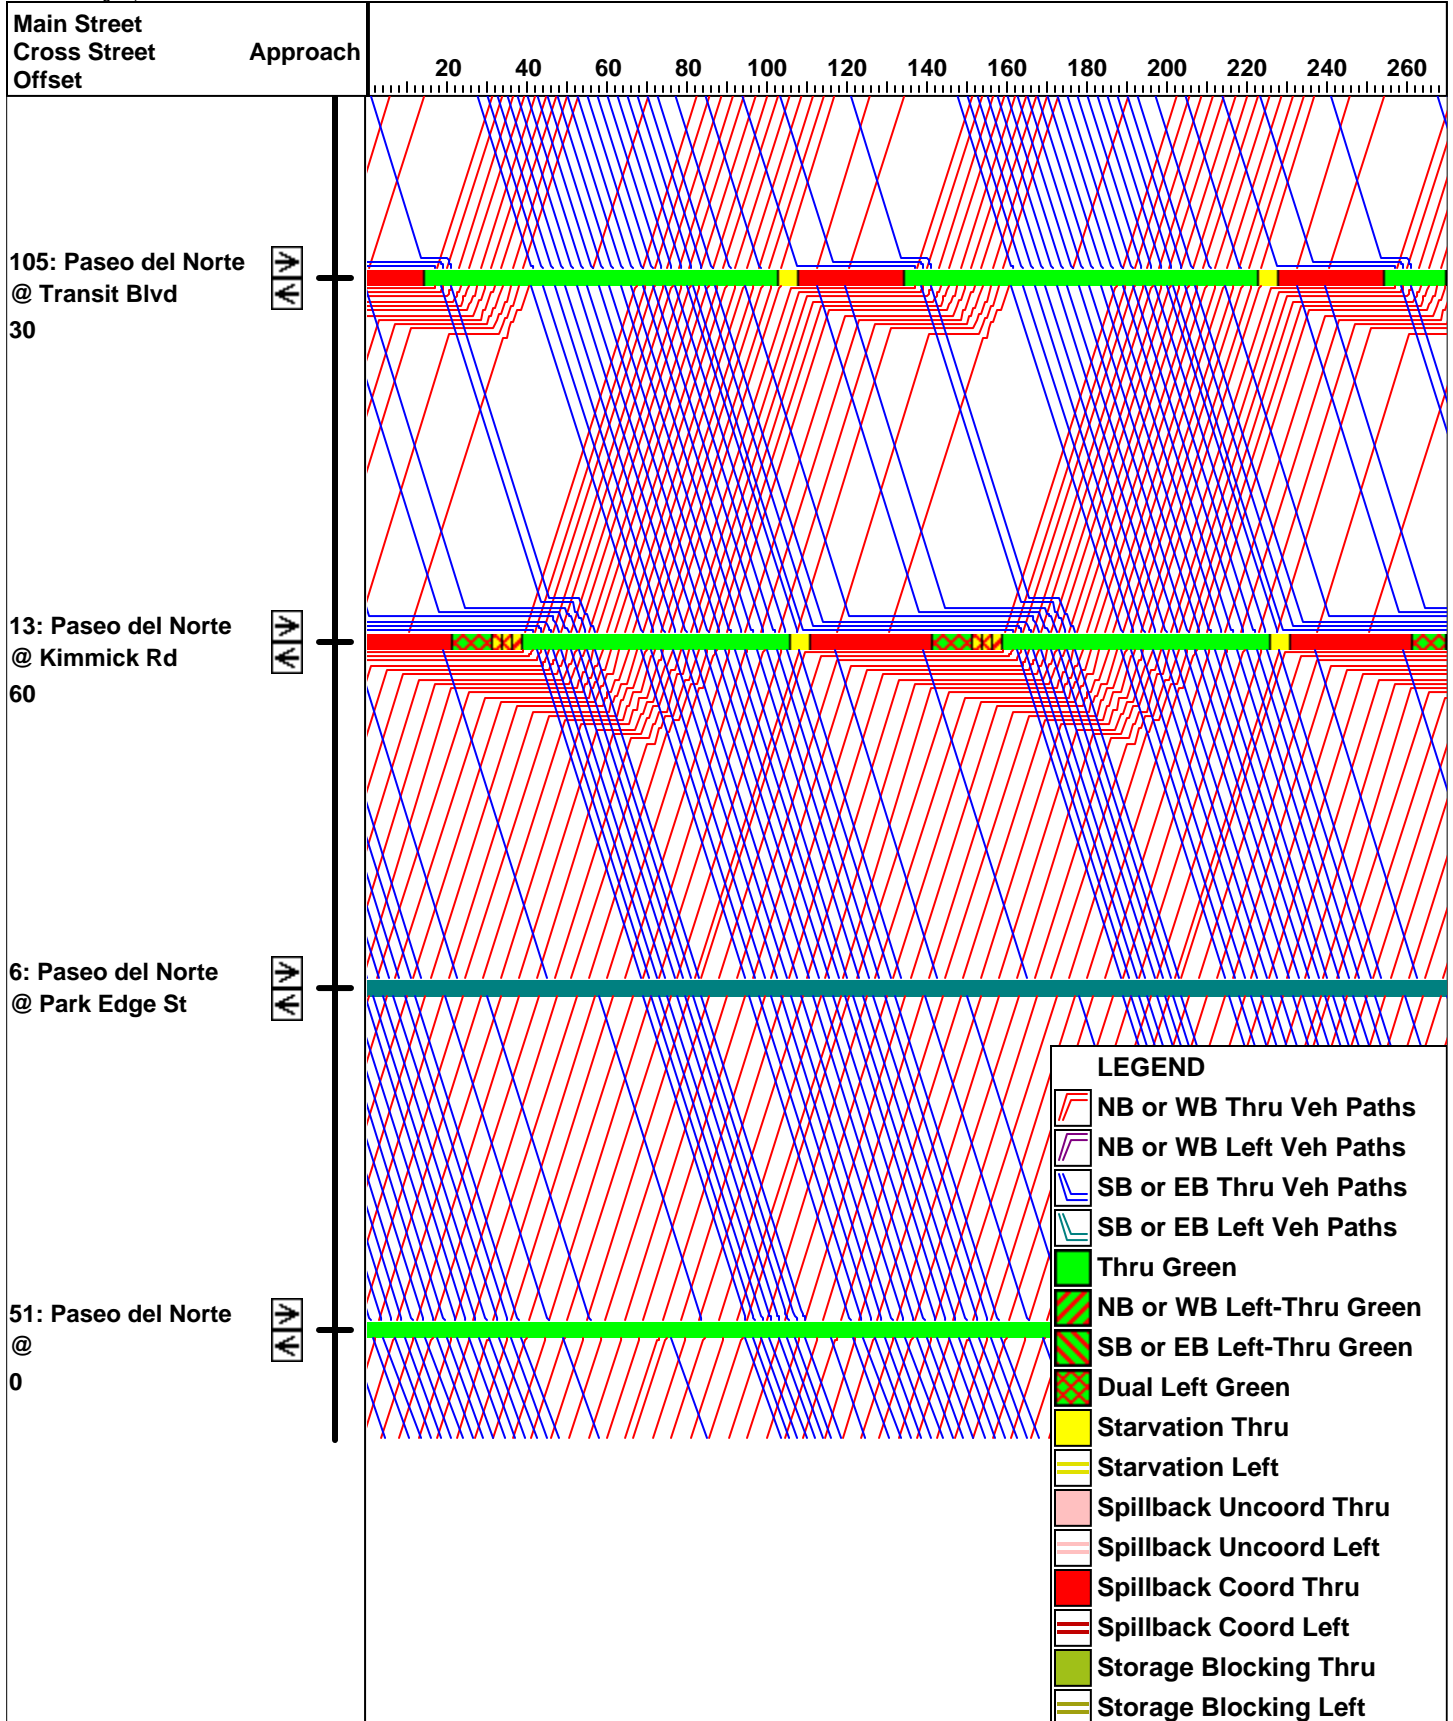 Main Street
Cross Street Approach
Offset
20 40 60 80 100 120 140 160 180 200 220 240 260
105: Paseo del Norte
@ Transit Blvd
30
13: Paseo del Norte
@ Kimmick Rd
60
6: Paseo del Norte
@ Park Edge St
51: Paseo del Norte
@
0
LEGEND
NB or WB Thru Veh Paths
NB or WB Left Veh Paths
SB or EB Thru Veh Paths
SB or EB Left Veh Paths
Thru Green
NB or WB Left-Thru Green
SB or EB Left-Thru Green
Dual Left Green
Starvation Thru
Starvation Left
Spillback Uncoord Thru
Spillback Uncoord Left
Spillback Coord Thru
Spillback Coord Left
Storage Blocking Thru
Storage Blocking Left